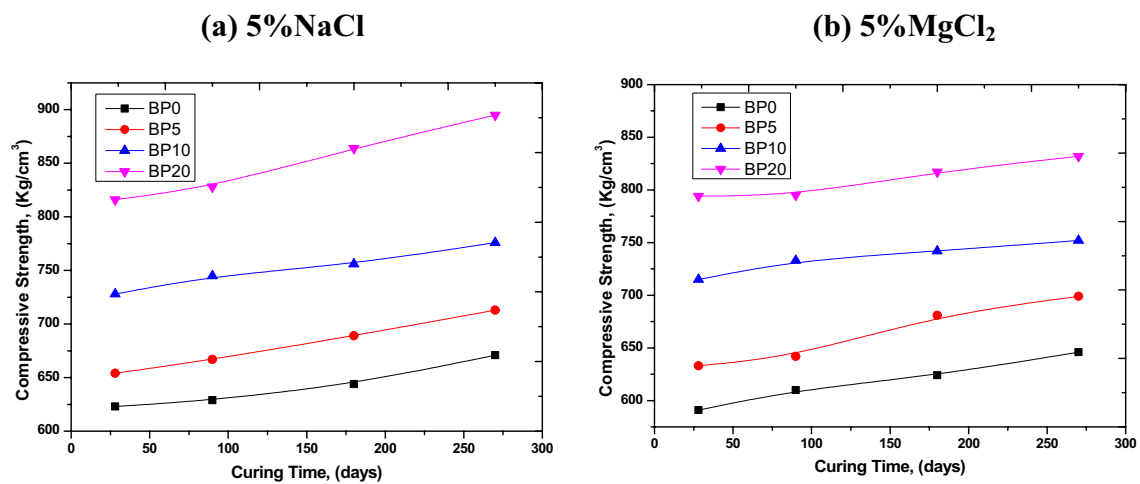 (a) 5%NaCl
900
850
800
750
700
650
600
0 50 100 150 200 250 300
Compressive Strength, (Kg/cm³)
Curing Time, (days)
BP0
BP5
BP10
BP20
(b) 5%MgCl₂
900
850
800
750
700
650
600
0 50 100 150 200 250 300
Compressive Strength, (Kg/cm³)
Curing Time, (days)
BP0
BP5
BP10
BP20